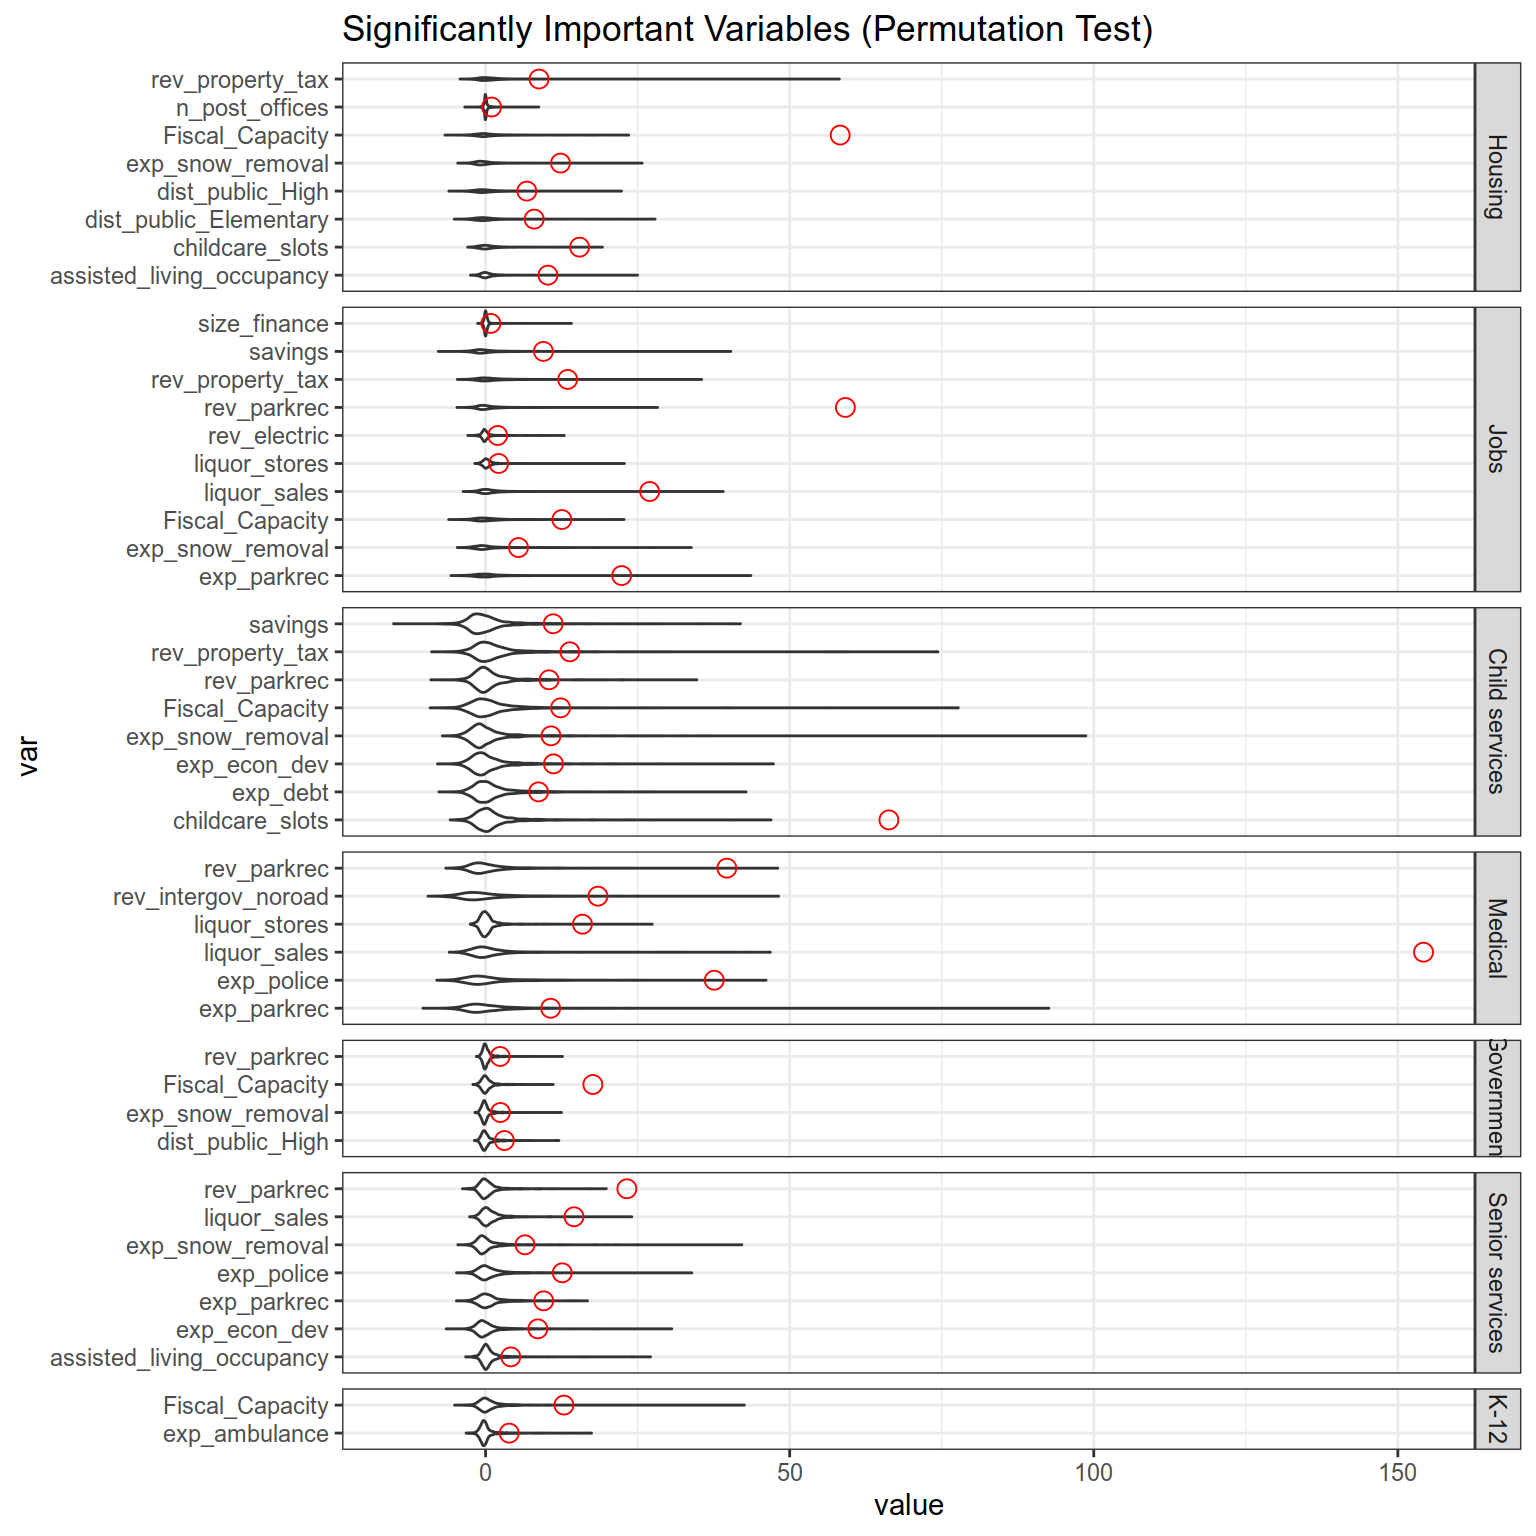 Significantly Important Variables (Permutation Test)
rev_property_tax
n_post_offices
Fiscal_Capacity
exp_snow_removal
dist_public_High
dist_public_Elementary
childcare_slots
assisted_living_occupancy
Housing
size_finance
savings
rev_property_tax
rev_parkrec
rev_electric
liquor_stores
liquor_sales
Fiscal_Capacity
exp_snow_removal
exp_parkrec
Jobs
savings
rev_property_tax
rev_parkrec
Fiscal_Capacity
exp_snow_removal
exp_econ_dev
exp_debt
childcare_slots
Child services
rev_parkrec
rev_intergov_noroad
liquor_stores
liquor_sales
exp_police
exp_parkrec
Medical
rev_parkrec
Fiscal_Capacity
exp_snow_removal
dist_public_High
Governmen
rev_parkrec
liquor_sales
exp_snow_removal
exp_police
exp_parkrec
exp_econ_dev
assisted_living_occupancy
Senior services
Fiscal_Capacity
exp_ambulance
K-12
var
0 50 100 150
value